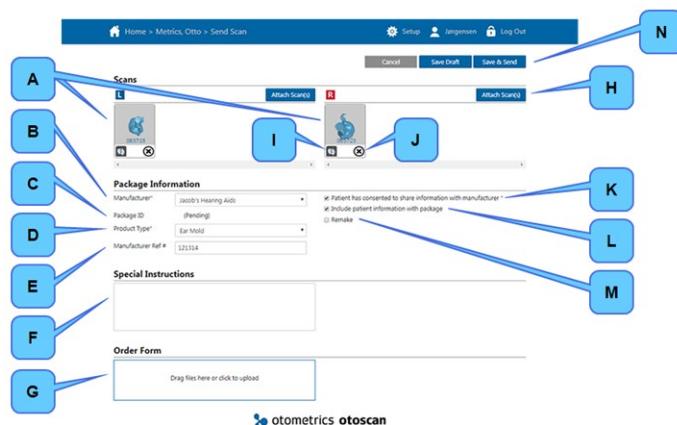 Home > Metrics, Otto > Send Scan Setup Jørgensen Log Out
N
Cancel Save Draft Save & Send
A
Scans
L Attach Scan(s) R Attach Scan(s)
H
B
I
J
C
Package Information
K
Manufacturer* Jacob's Hearing Aids Patient has consented to share information with manufacturer *
Package ID (Pending) Include patient information with package
D
Product Type* Ear Mold Remake
L
Manufacturer Ref # 121314
E
M
Special Instructions
F
Order Form
G
Drag files here or click to upload
otometrics otoscan